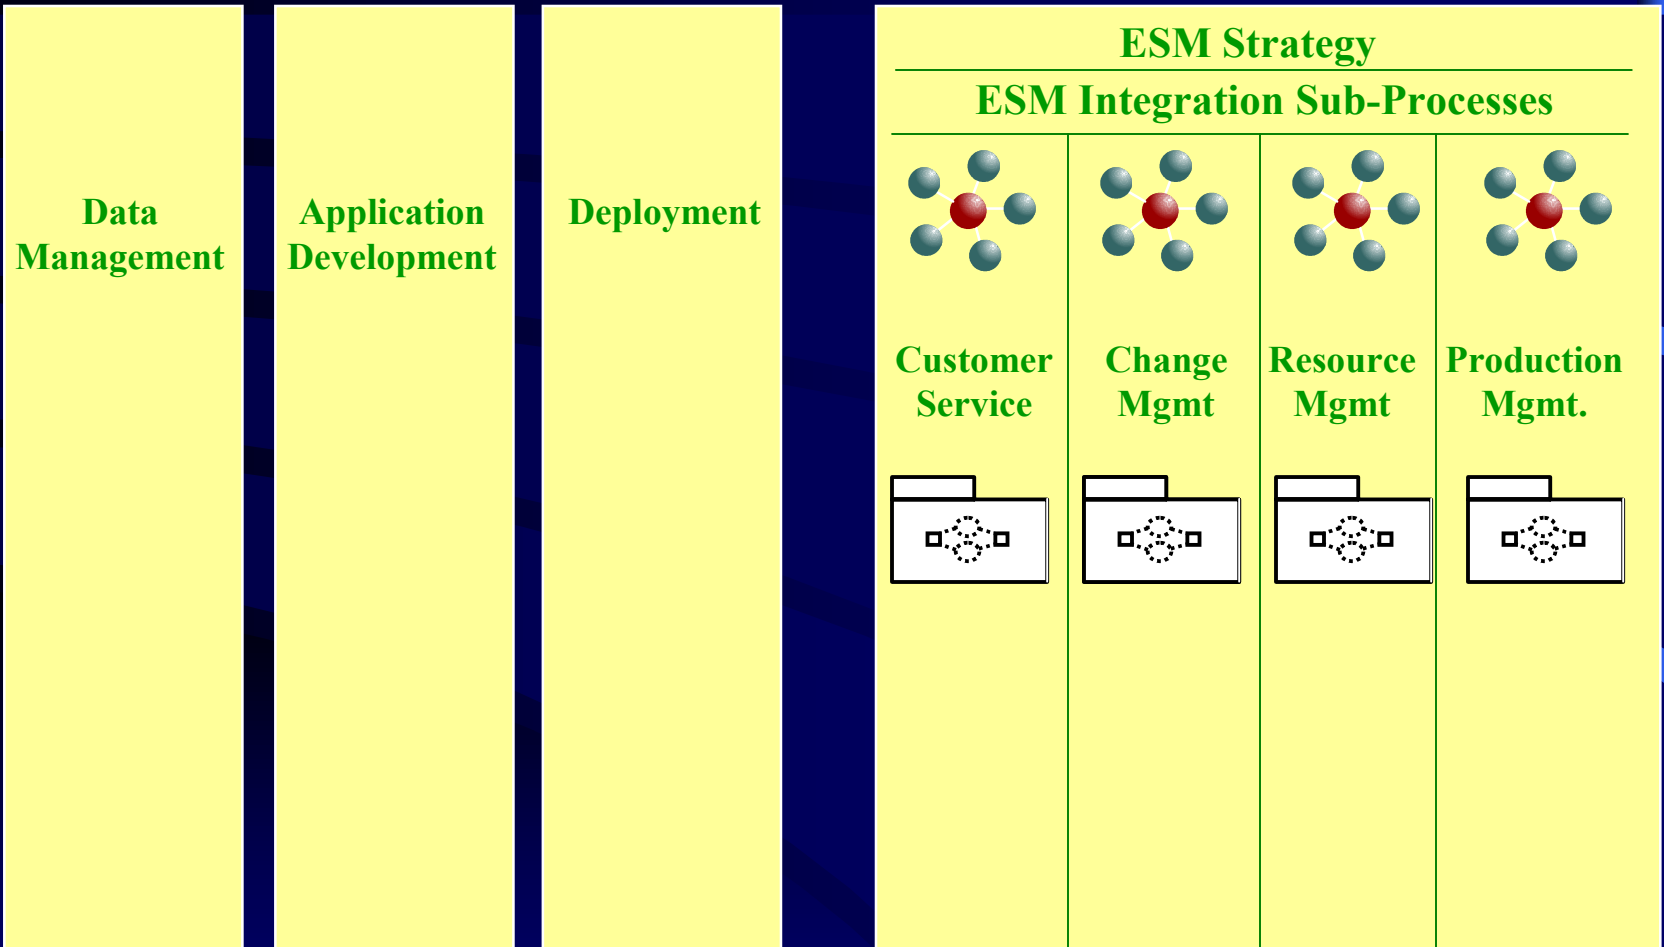 Data
Management
Application
Development
Deployment
ESM Strategy
ESM Integration Sub-Processes
Customer
Service
Change
Mgmt
Resource
Mgmt
Production
Mgmt.